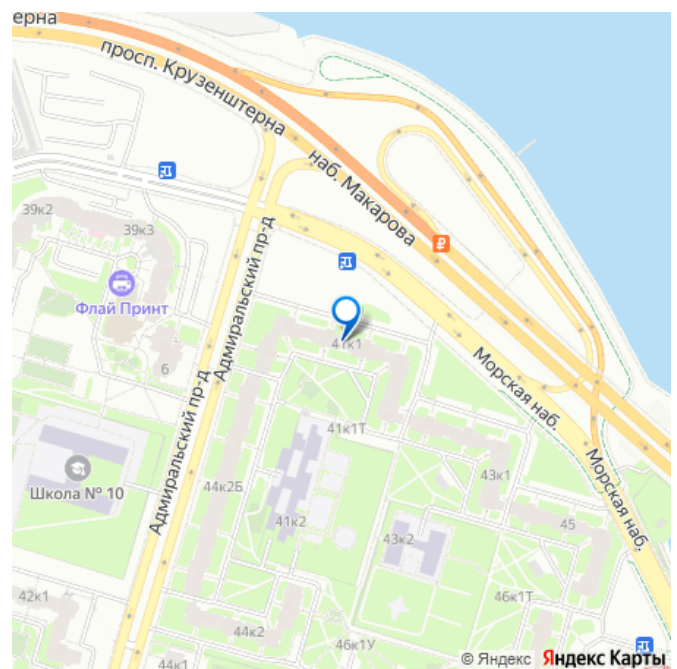 ерна
просп. Крузенштерна
наб. Макарова
39к2
39к3
Флай Принт
6
Адмиральский пр-д
41к1
Морская наб.
Адмиральский пр-д
41к1Т
Школа № 10
44к2Б
43к1
Морская наб.
41к2
43к2
45
42к1
46к1Т
44к2
46к1У
44к1
© Яндекс Яндекс Карты